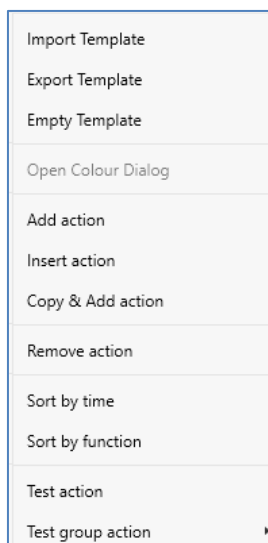 Import Template
Export Template
Empty Template
Open Colour Dialog
Add action
Insert action
Copy & Add action
Remove action
Sort by time
Sort by function
Test action
Test group action